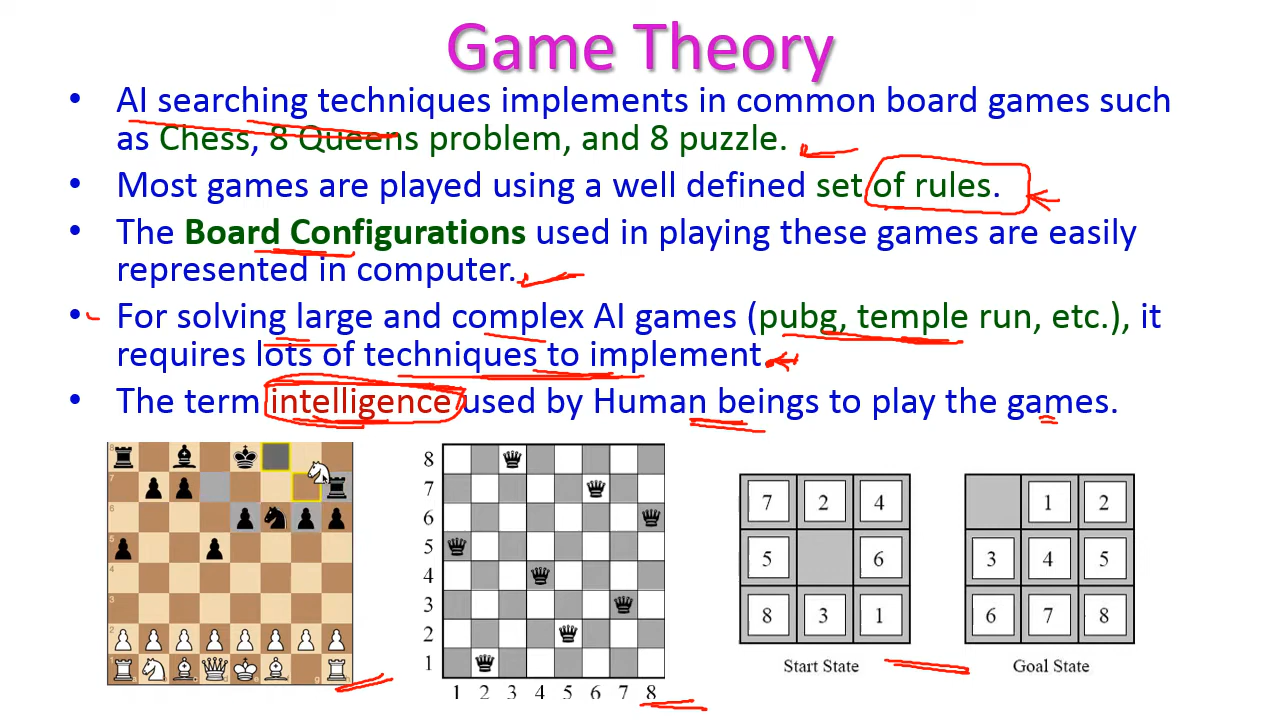 Game Theory
• AI searching techniques implements in common board games such
as Chess, 8 Queens problem, and 8 puzzle.
• Most games are played using a well defined set of rules.
• The Board Configurations used in playing these games are easily
represented in computer.
• For solving large and complex AI games (pubg, temple run, etc.), it
requires lots of techniques to implement.
• The term intelligence used by Human beings to play the games.
8
7
6
5
4
3
2
1
1 2 3 4 5 6 7 8
7 2 4
5 6
8 3 1
Start State
1 2
3 4 5
6 7 8
Goal State